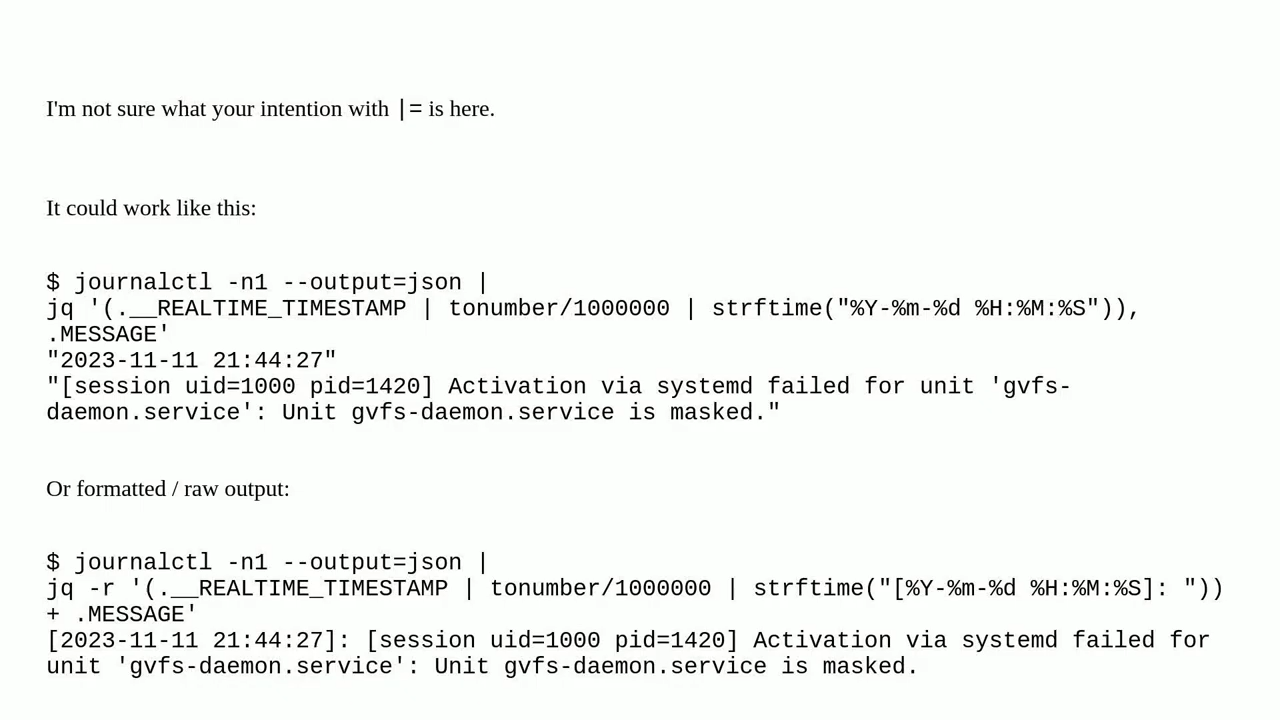 I'm not sure what your intention with |= is here.
It could work like this:
$ journalctl -n1 --output=json |
jq '(.__REALTIME_TIMESTAMP | tonumber/1000000 | strftime("%Y-%m-%d %H:%M:%S")),
.MESSAGE'
"2023-11-11 21:44:27"
"[session uid=1000 pid=1420] Activation via systemd failed for unit 'gvfs-
daemon.service': Unit gvfs-daemon.service is masked."
Or formatted / raw output:
$ journalctl -n1 --output=json |
jq -r '(.__REALTIME_TIMESTAMP | tonumber/1000000 | strftime("[%Y-%m-%d %H:%M:%S]: "))
+ .MESSAGE'
[2023-11-11 21:44:27]: [session uid=1000 pid=1420] Activation via systemd failed for
unit 'gvfs-daemon.service': Unit gvfs-daemon.service is masked.